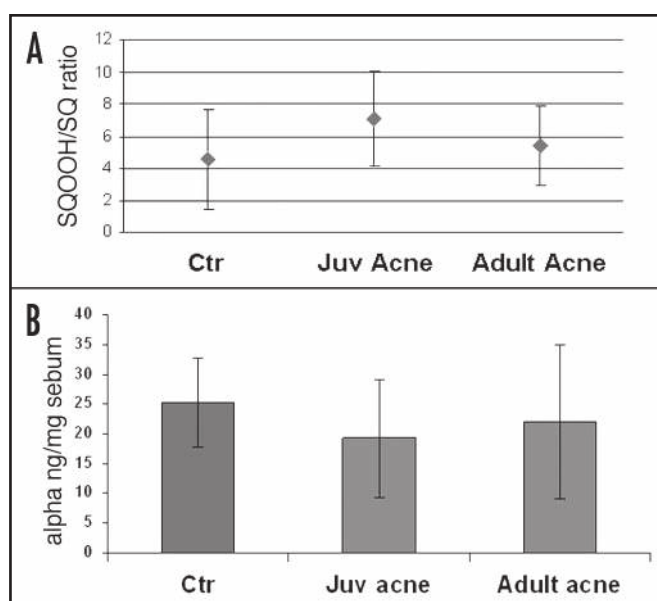 A
SQOOH/SQ ratio
12
10
8
6
4
2
0
Ctr Juv Acne Adult Acne
B
alpha ng/mg sebum
40
35
30
25
20
15
10
5
0
Ctr Juv acne Adult acne